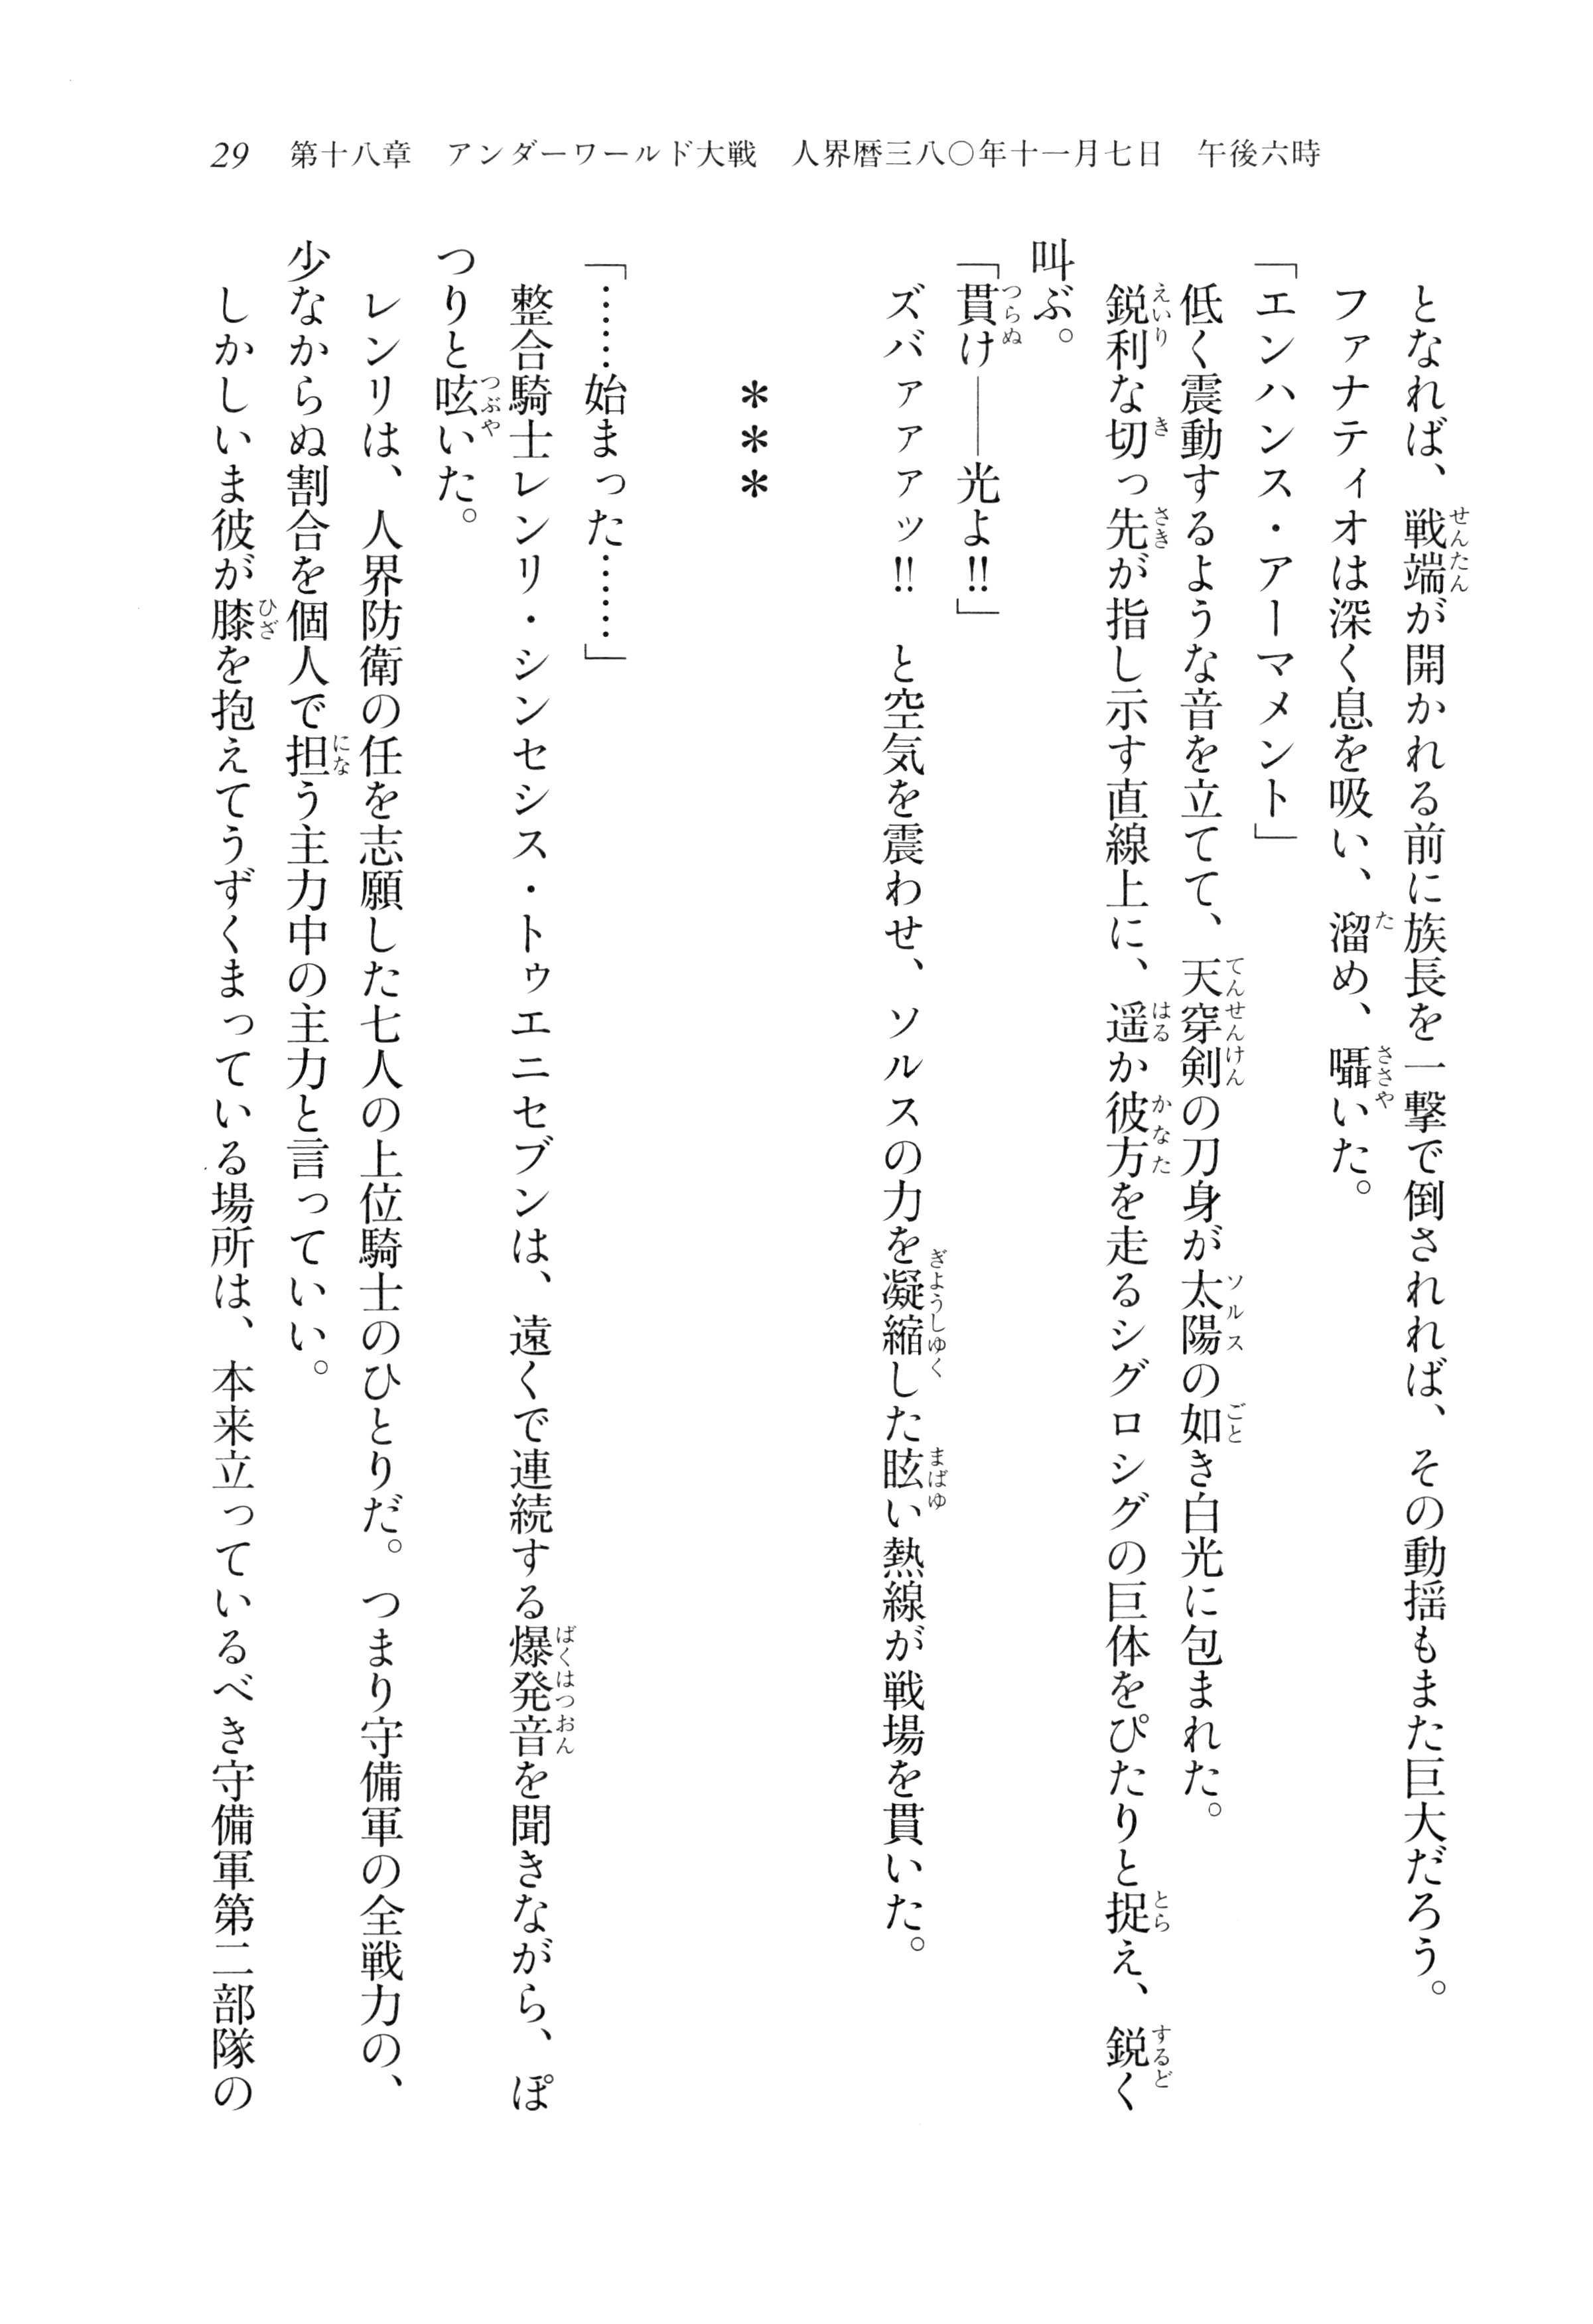 29　第十八章　アンダーワールド大戦　人界暦三八〇年十一月七日　午後六時
　となれば、戦端が開かれる前に族長を一撃で倒されれば、その動揺もまた巨大だろう。
　ファナティオは深く息を吸い、溜め、囁いた。
「エンハンス・アーマメント」
　低く震動するような音を立てて、天穿剣の刀身が太陽の如き白光に包まれた。
　鋭利な切っ先が指し示す直線上に、遥か彼方を走るシグロシグの巨体をぴたりと捉え、鋭く
叫ぶ。
「貫け――光よ!!」
　ズバァァァッ!!　と空気を震わせ、ソルスの力を凝縮した眩い熱線が戦場を貫いた。
＊＊＊
「……始まった……」
　整合騎士レンリ・シンセシス・トゥエニセブンは、遠くで連続する爆発音を聞きながら、ぽ
つりと呟いた。
　レンリは、人界防衛の任を志願した七人の上位騎士のひとりだ。つまり守備軍の全戦力の、
少なからぬ割合を個人で担う主力中の主力と言っていい。
　しかしいま彼が膝を抱えてうずくまっている場所は、本来立っているべき守備軍第二部隊の